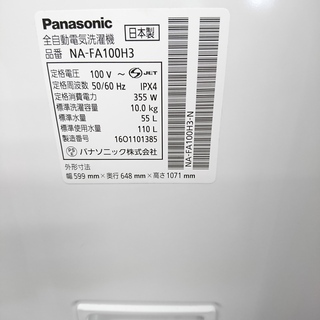 Panasonic
日本製
全自動電気洗濯機
品番 NA-FA100H3
定格電圧 100 V ~ PS E JET
定格周波数 50/60 Hz IPX4
定格消費電力 355 W
標準洗濯容量 10.0 kg
標準水量 55 L
標準使用水量 110 L
製造番号 16O1101385
パナソニック株式会社
外形寸法
幅 599 mm×奥行 648 mm×高さ 1071 mm
NA-FA100H3-N